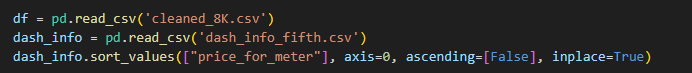 df = pd.read_csv('cleaned_8K.csv')
dash_info = pd.read_csv('dash_info_fifth.csv')
dash_info.sort_values(["price_for_meter"], axis=0, ascending=[False], inplace=True)